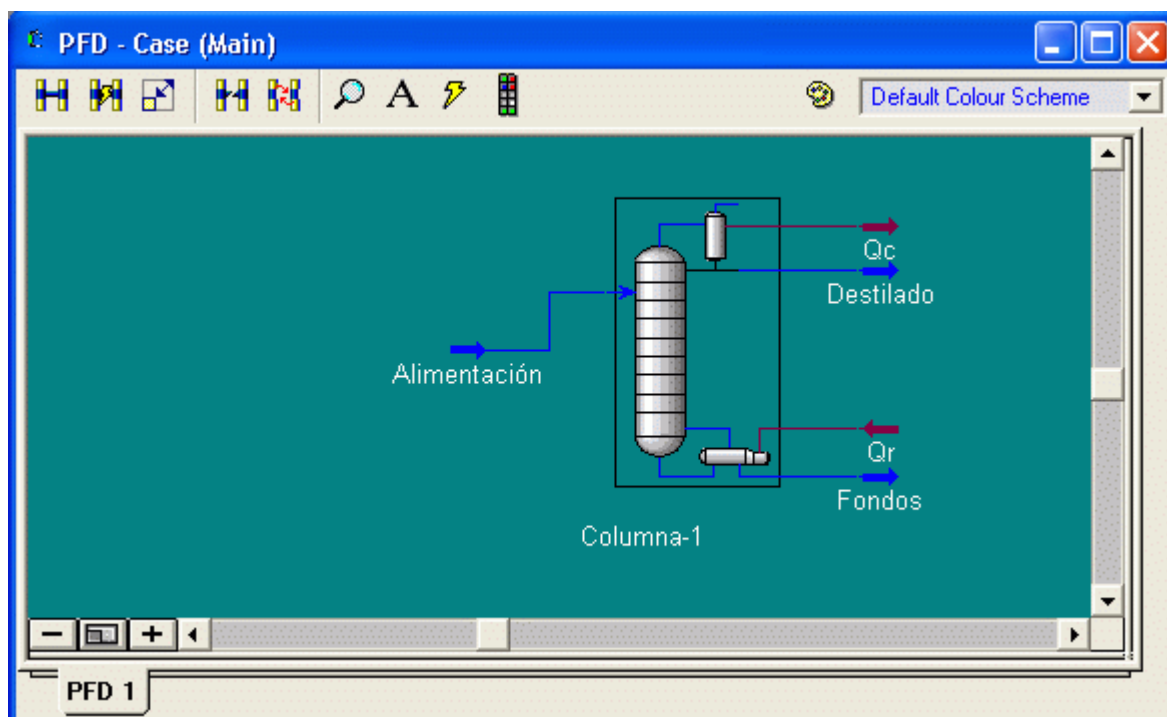 PFD - Case (Main)
A
Default Colour Scheme
Qc
Destilado
Alimentación
Qr
Fondos
Columna-1
PFD 1